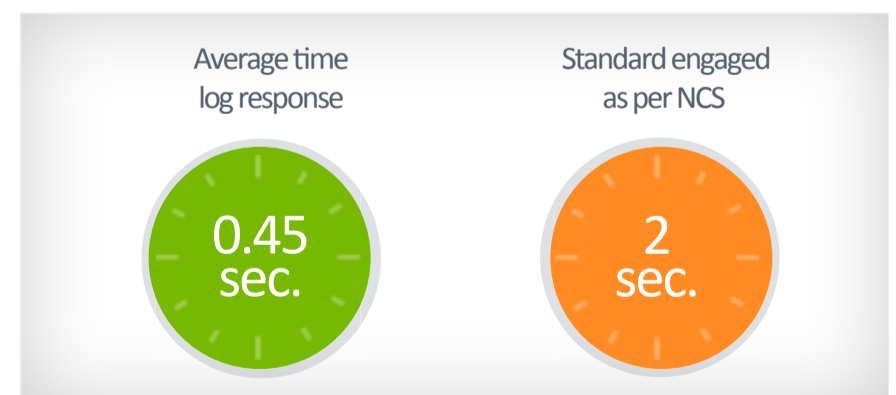 Average time
log response
0.45
sec.
Standard engaged
as per NCS
2
sec.